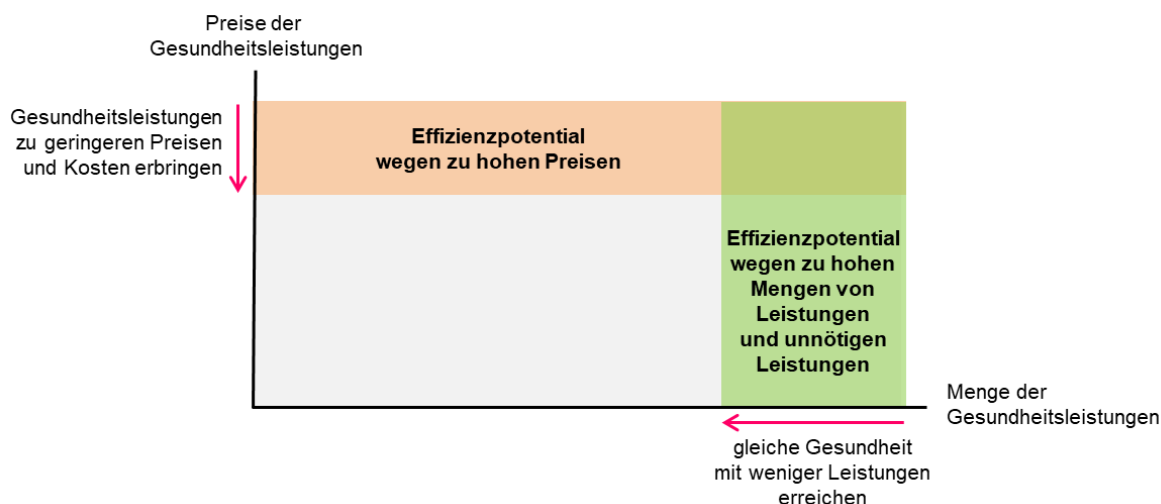 Preise der
Gesundheitsleistungen
Gesundheitsleistungen
zu geringeren Preisen
und Kosten erbringen
Effizienzpotential
wegen zu hohen Preisen
Effizienzpotential
wegen zu hohen
Mengen von
Leistungen
und unnötigen
Leistungen
Menge der
Gesundheitsleistungen
gleiche Gesundheit
mit weniger Leistungen
erreichen